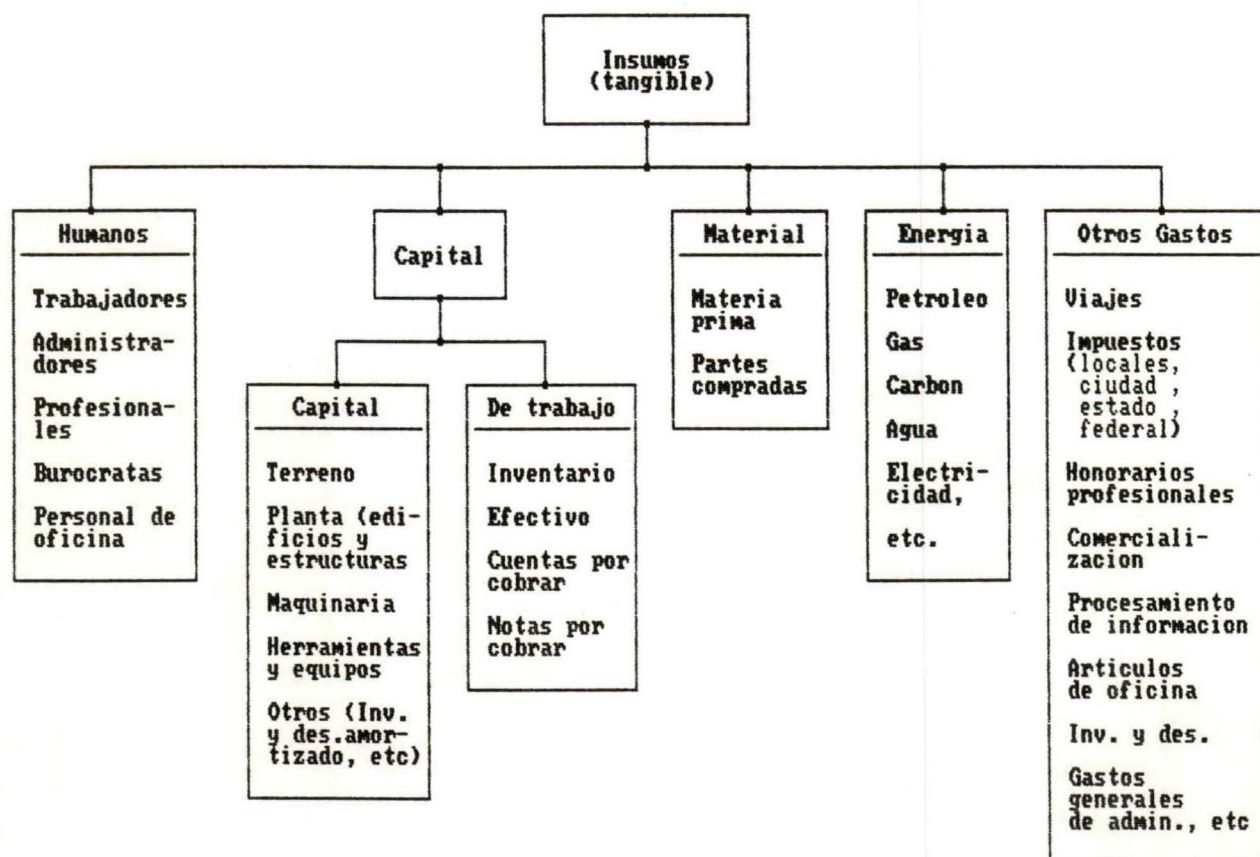 Insumos
(tangible)
Humanos
Trabajadores
Administra-
dores
Profesiona-
les
Burocratas
Personal de
oficina
Capital
Capital
Terreno
Planta (edi-
ficios y
estructuras
Maquinaria
Herramientas
y equipos
Otros (Inv.
y des.amor-
tizado, etc)
De trabajo
Inventario
Efectivo
Cuentas por
cobrar
Notas por
cobrar
Material
Materia
prima
Partes
compradas
Energia
Petroleo
Gas
Carbon
Agua
Electri-
cidad,
etc.
Otros Gastos
Viajes
Impuestos
(locales,
ciudad ,
estado ,
federal)
Honorarios
profesionales
Comerciali-
zacion
Procesamiento
de informacion
Articulos
de oficina
Inv. y des.
Gastos
generales
de admin., etc